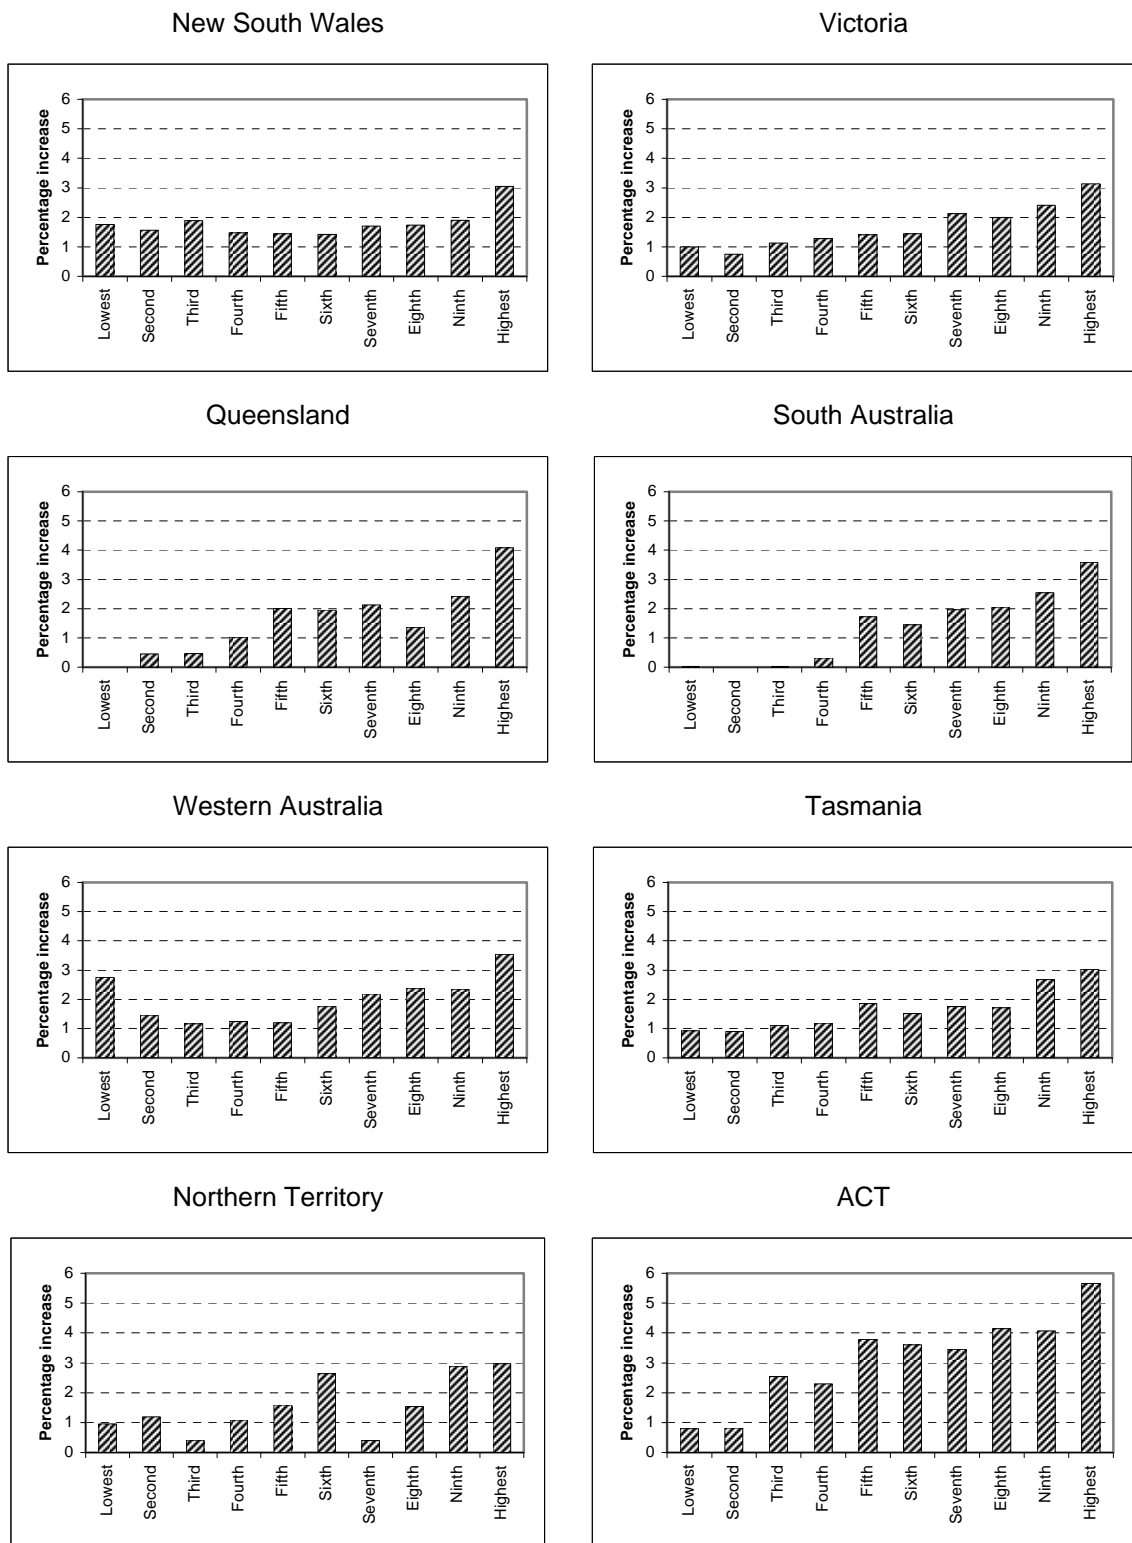 New South Wales
Percentage increase
6
5
4
3
2
1
0
Lowest
Second
Third
Fourth
Fifth
Sixth
Seventh
Eighth
Ninth
Highest
Victoria
Percentage increase
6
5
4
3
2
1
0
Lowest
Second
Third
Fourth
Fifth
Sixth
Seventh
Eighth
Ninth
Highest
Queensland
Percentage increase
6
5
4
3
2
1
0
Lowest
Second
Third
Fourth
Fifth
Sixth
Seventh
Eighth
Ninth
Highest
South Australia
Percentage increase
6
5
4
3
2
1
0
Lowest
Second
Third
Fourth
Fifth
Sixth
Seventh
Eighth
Ninth
Highest
Western Australia
Percentage increase
6
5
4
3
2
1
0
Lowest
Second
Third
Fourth
Fifth
Sixth
Seventh
Eighth
Ninth
Highest
Tasmania
Percentage increase
6
5
4
3
2
1
0
Lowest
Second
Third
Fourth
Fifth
Sixth
Seventh
Eighth
Ninth
Highest
Northern Territory
Percentage increase
6
5
4
3
2
1
0
Lowest
Second
Third
Fourth
Fifth
Sixth
Seventh
Eighth
Ninth
Highest
ACT
Percentage increase
6
5
4
3
2
1
0
Lowest
Second
Third
Fourth
Fifth
Sixth
Seventh
Eighth
Ninth
Highest